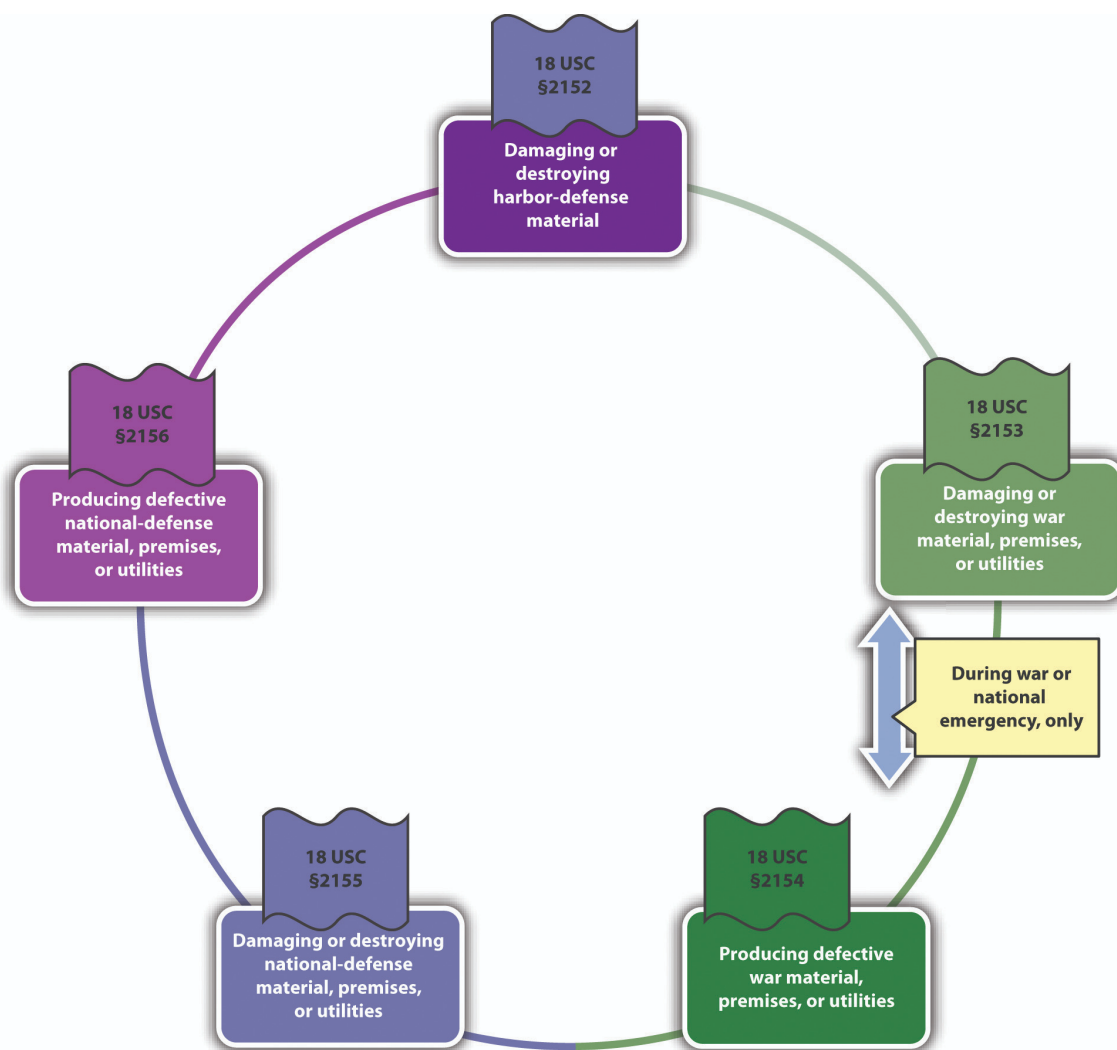 18 USC
§2152
Damaging or
destroying
harbor-defense
material
18 USC
§2156
Producing defective
national-defense
material, premises,
or utilities
18 USC
§2153
Damaging or
destroying war
material, premises,
or utilities
During war or
national
emergency, only
18 USC
§2155
Damaging or destroying
national-defense
material, premises,
or utilities
18 USC
§2154
Producing defective
war material,
premises, or utilities